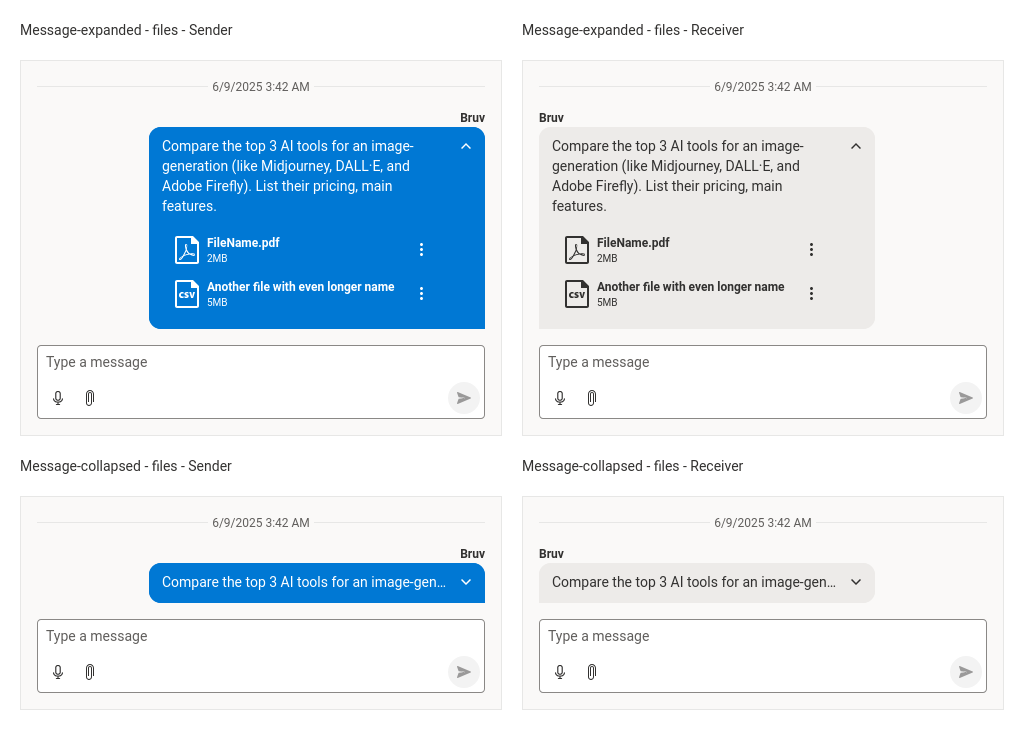 Message-expanded - files - Sender
6/9/2025 3:42 AM
Bruv
Compare the top 3 AI tools for an image-
generation (like Midjourney, DALL·E, and
Adobe Firefly). List their pricing, main
features.
FileName.pdf
2MB
csv
Another file with even longer name
5MB
Type a message
Message-expanded - files - Receiver
6/9/2025 3:42 AM
Bruv
Compare the top 3 AI tools for an image-
generation (like Midjourney, DALL·E, and
Adobe Firefly). List their pricing, main
features.
FileName.pdf
2MB
csv
Another file with even longer name
5MB
Type a message
Message-collapsed - files - Sender
6/9/2025 3:42 AM
Bruv
Compare the top 3 AI tools for an image-gen...
Type a message
Message-collapsed - files - Receiver
6/9/2025 3:42 AM
Bruv
Compare the top 3 AI tools for an image-gen...
Type a message